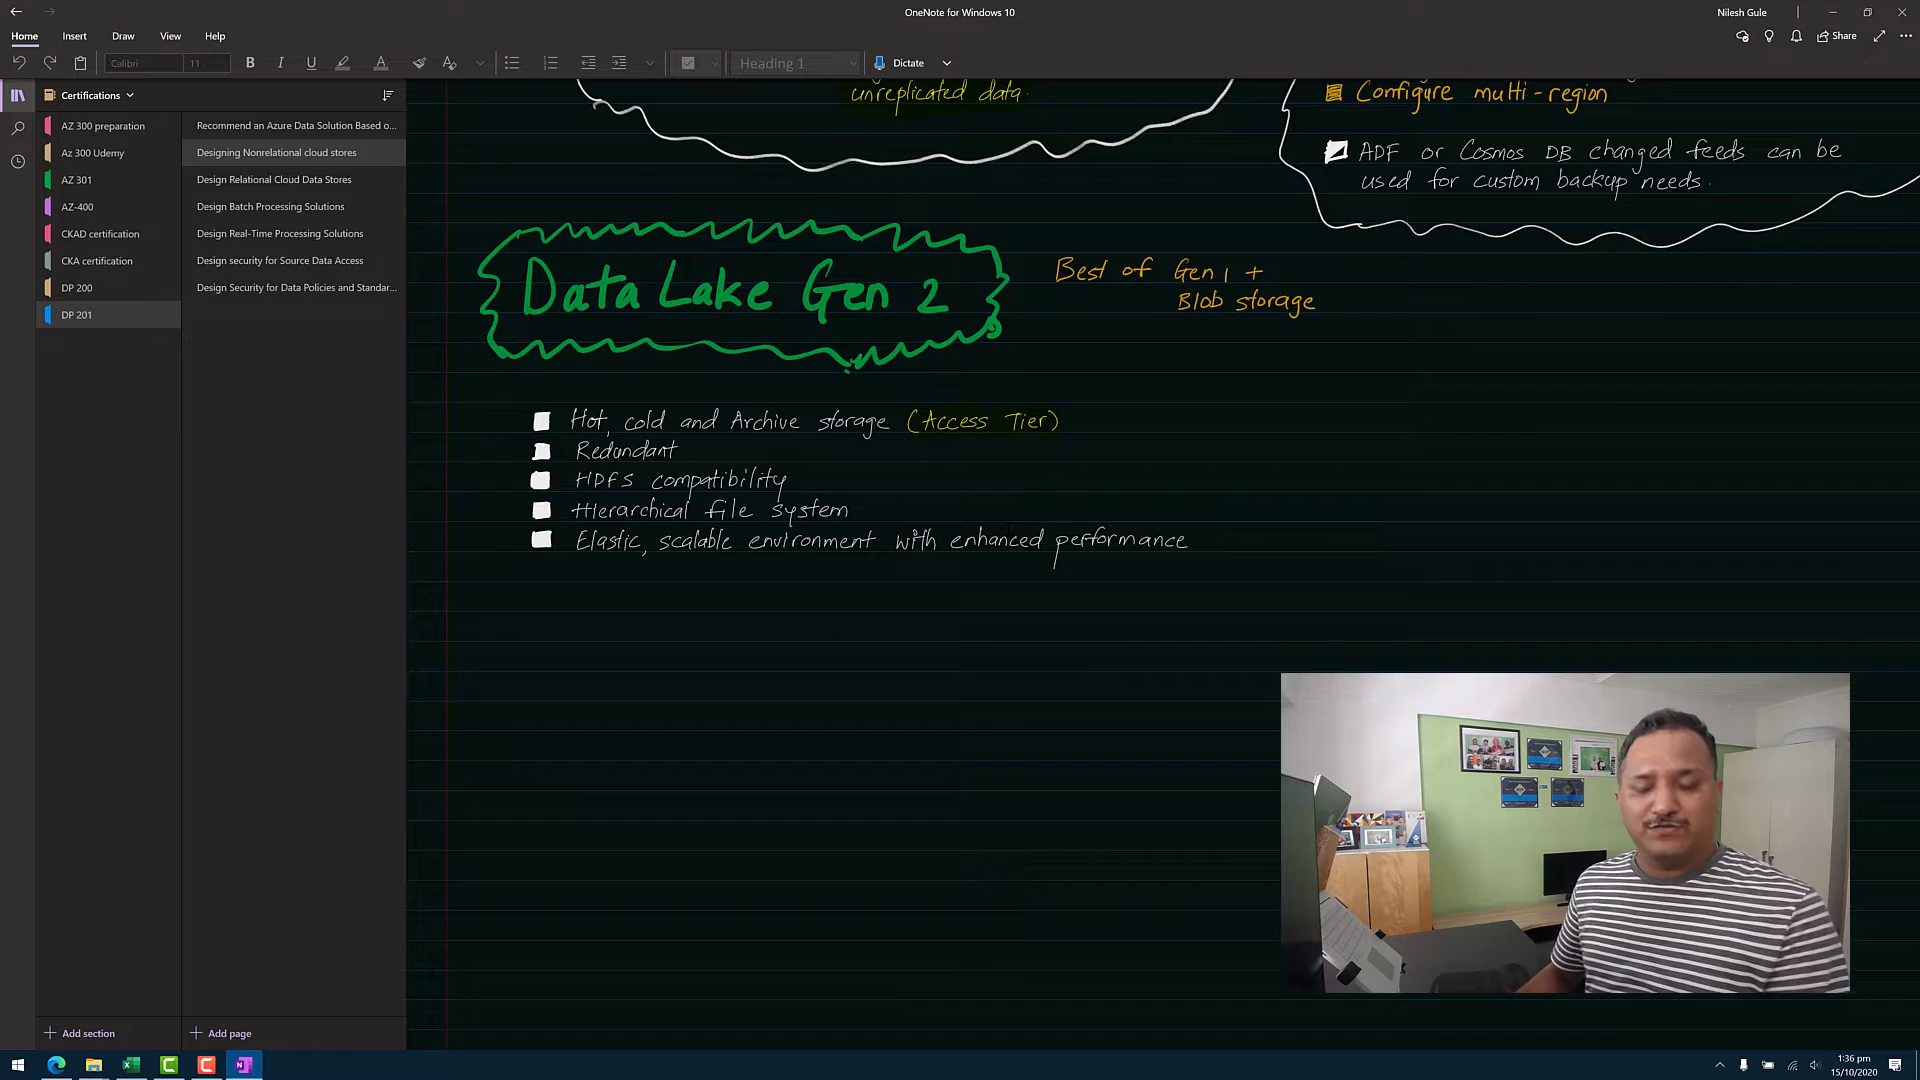 OneNote for Windows 10
Nilesh Gule
Home
Insert
Draw
View
Help
Share
Calibri
11
B
I
U
A
Heading 1
Dictate
Certifications
AZ 300 preparation
Az 300 Udemy
AZ 301
AZ-400
CKAD certification
CKA certification
DP 200
DP 201
Recommend an Azure Data Solution Based o...
Designing Nonrelational cloud stores
Design Relational Cloud Data Stores
Design Batch Processing Solutions
Design Real-Time Processing Solutions
Design security for Source Data Access
Design Security for Data Policies and Standar...
unreplicated data.
Configure multi-region
ADF or Cosmos DB changed feeds can be
used for custom backup needs.
Data Lake Gen 2
Best of Gen 1 +
Blob storage
Hot, cold and Archive storage (Access Tier)
Redundant
HDFS compatibility
Hierarchical file system
Elastic, scalable environment with enhanced performance
Add section
Add page
1:36 pm
15/10/2020